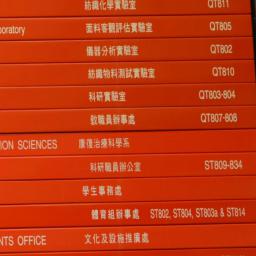 紡織化學實驗室 QT811
oratory 面料客觀評估實驗室 QT805
儀器分析實驗室 QT802
紡織物料測試實驗室 QT810
科研實驗室 QT803-804
教職員辦事處 QT807-808
ION SCIENCES 康復治療科學系
科研職員辦公室 ST809-834
學生事務處
體育組辦事處 ST802, ST804, ST803a & ST814
NTS OFFICE 文化及設施推廣處